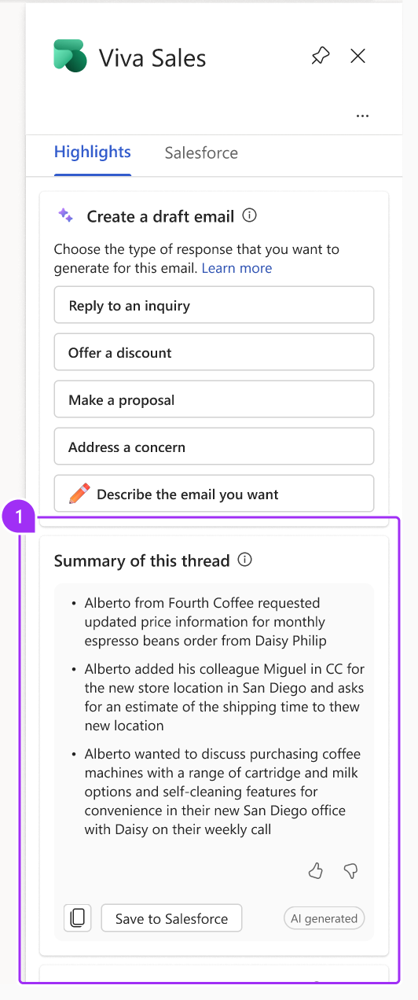 Viva Sales
...
Highlights Salesforce
Create a draft email
Choose the type of response that you want to
generate for this email. Learn more
Reply to an inquiry
Offer a discount
Make a proposal
Address a concern
Describe the email you want
1
Summary of this thread
• Alberto from Fourth Coffee requested
updated price information for monthly
espresso beans order from Daisy Philip
• Alberto added his colleague Miguel in CC for
the new store location in San Diego and asks
for an estimate of the shipping time to thew
new location
• Alberto wanted to discuss purchasing coffee
machines with a range of cartridge and milk
options and self-cleaning features for
convenience in their new San Diego office
with Daisy on their weekly call
Save to Salesforce
AI generated